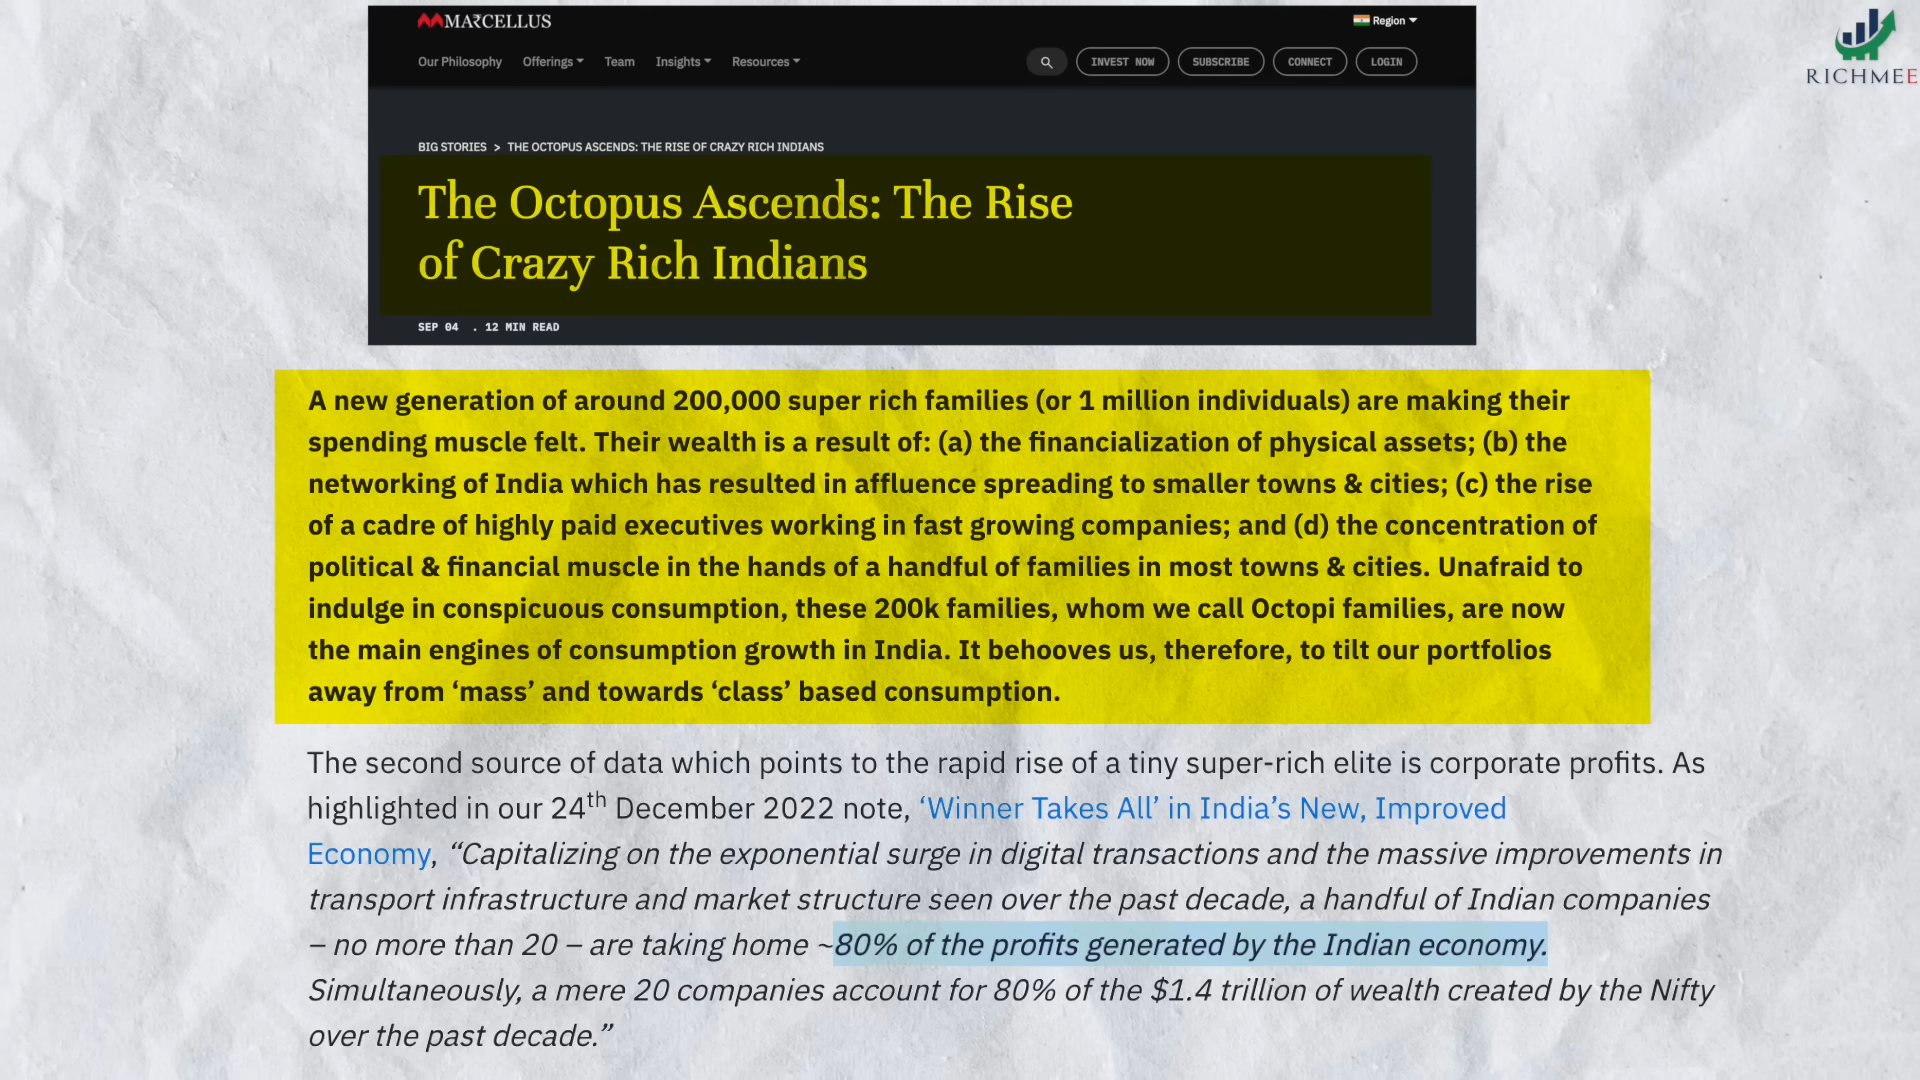 MARCELLUS
Region
RICHMEE
Our Philosophy Offerings Team Insights Resources INVEST NOW SUBSCRIBE CONNECT LOGIN
BIG STORIES > THE OCTOPUS ASCENDS: THE RISE OF CRAZY RICH INDIANS
The Octopus Ascends: The Rise
of Crazy Rich Indians
SEP 04 . 12 MIN READ
A new generation of around 200,000 super rich families (or 1 million individuals) are making their
spending muscle felt. Their wealth is a result of: (a) the financialization of physical assets; (b) the
networking of India which has resulted in affluence spreading to smaller towns & cities; (c) the rise
of a cadre of highly paid executives working in fast growing companies; and (d) the concentration of
political & financial muscle in the hands of a handful of families in most towns & cities. Unafraid to
indulge in conspicuous consumption, these 200k families, whom we call Octopi families, are now
the main engines of consumption growth in India. It behooves us, therefore, to tilt our portfolios
away from ‘mass’ and towards ‘class’ based consumption.
The second source of data which points to the rapid rise of a tiny super-rich elite is corporate profits. As
highlighted in our 24th December 2022 note, ‘Winner Takes All’ in India’s New, Improved
Economy, “Capitalizing on the exponential surge in digital transactions and the massive improvements in
transport infrastructure and market structure seen over the past decade, a handful of Indian companies
– no more than 20 – are taking home ~80% of the profits generated by the Indian economy.
Simultaneously, a mere 20 companies account for 80% of the $1.4 trillion of wealth created by the Nifty
over the past decade.”